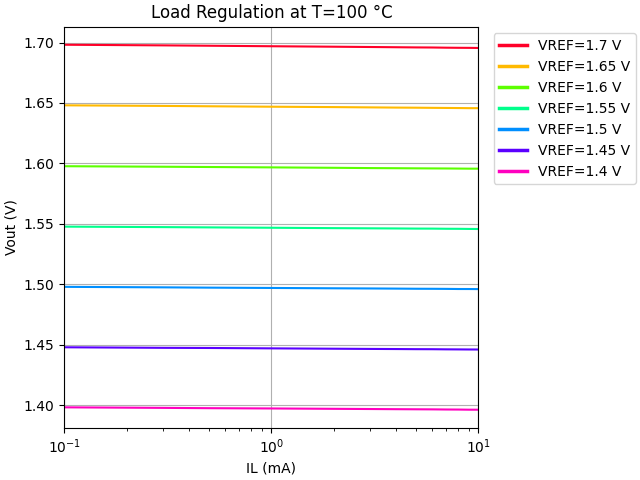 Load Regulation at T=100 °C
Vout (V)
1.70
1.65
1.60
1.55
1.50
1.45
1.40
10⁻¹
10⁰
10¹
IL (mA)
VREF=1.7 V
VREF=1.65 V
VREF=1.6 V
VREF=1.55 V
VREF=1.5 V
VREF=1.45 V
VREF=1.4 V